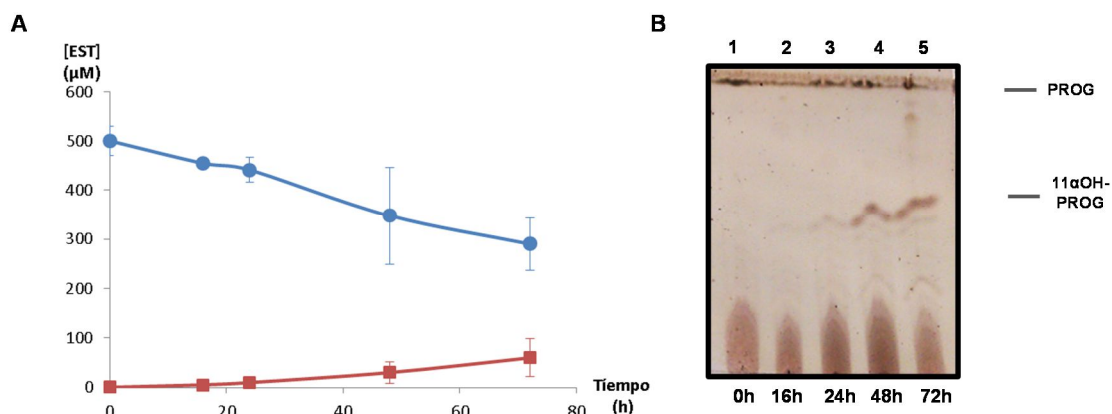 A
[EST]
(µM)
600
500
400
300
200
100
0
0 20 40 60 80
Tiempo
(h)
B
1 2 3 4 5
PROG
11αOH-
PROG
0h 16h 24h 48h 72h